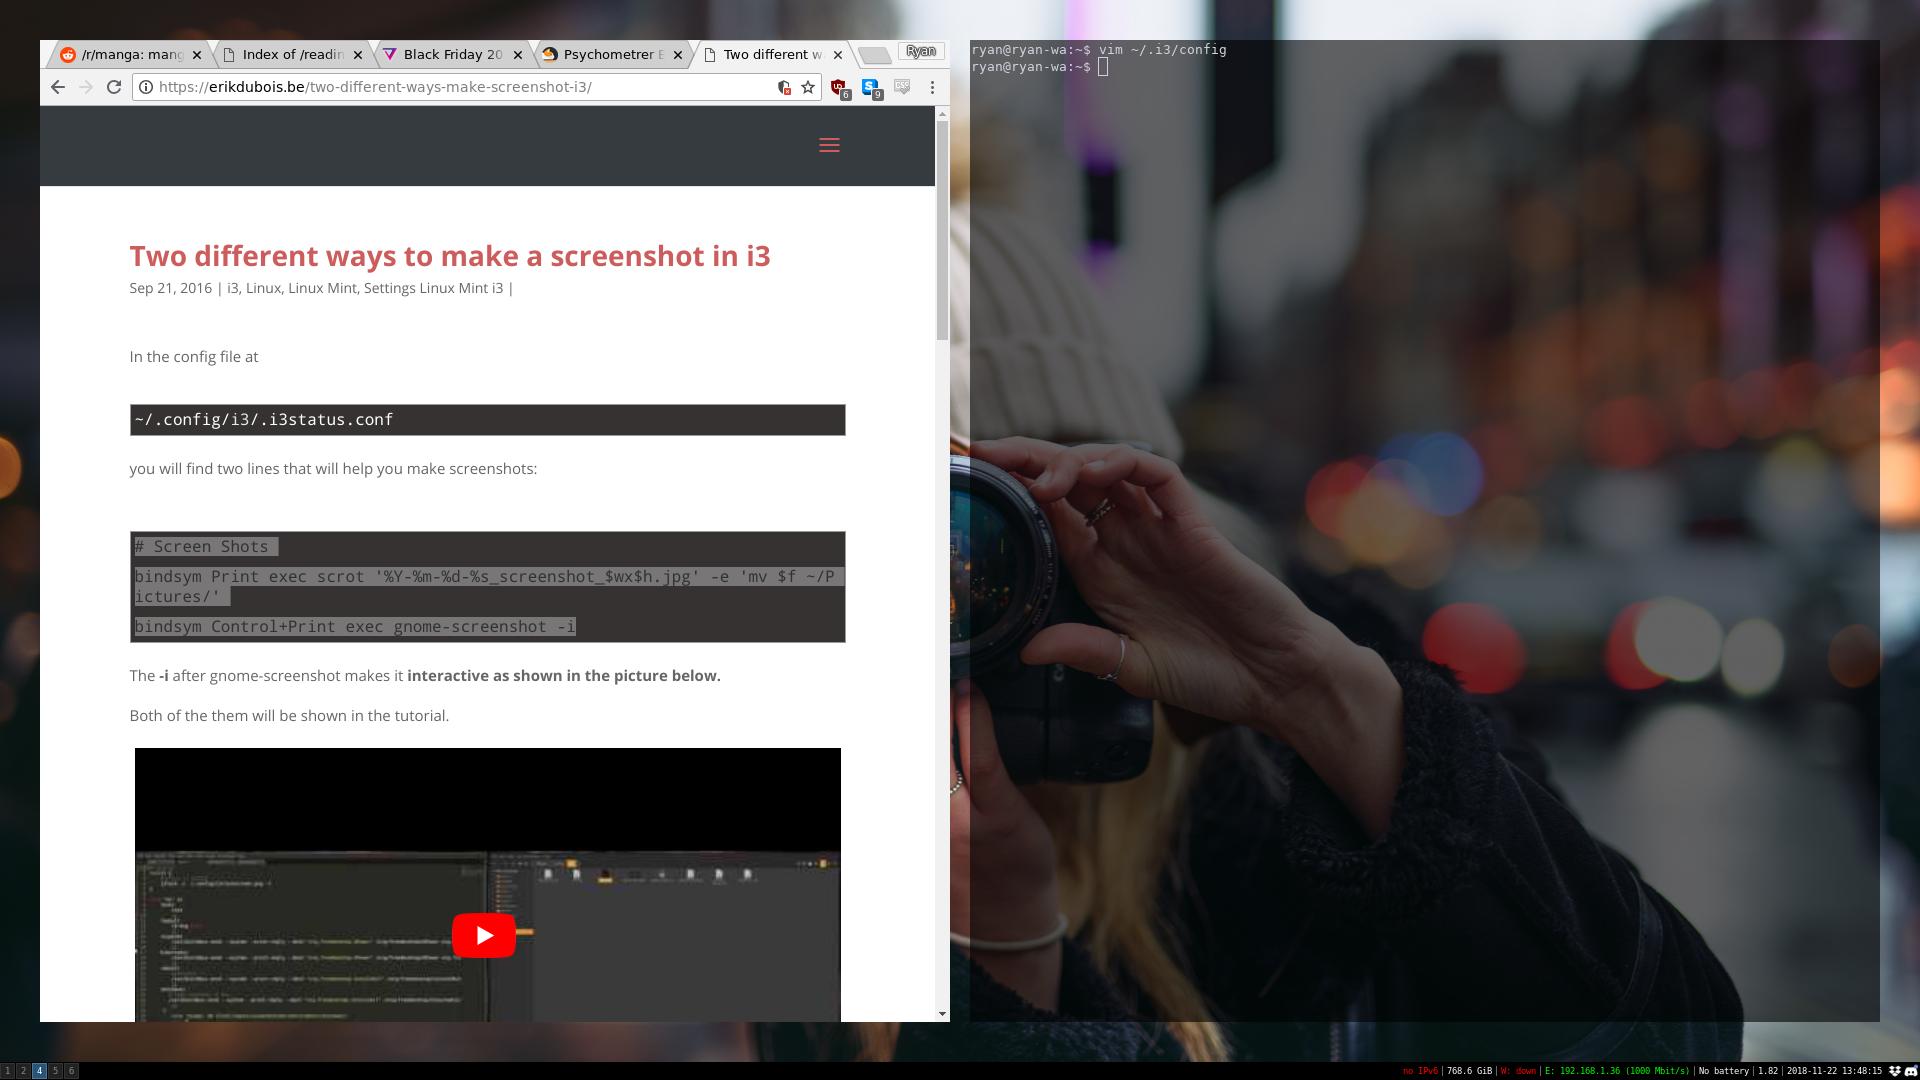 /r/manga: mang
Index of /readin
Black Friday 20
Psychometrer E
Two different w
Ryan
https://erikdubois.be/two-different-ways-make-screenshot-i3/
6
9
Two different ways to make a screenshot in i3
Sep 21, 2016 | i3, Linux, Linux Mint, Settings Linux Mint i3 |
In the config file at
~/.config/i3/.i3status.conf
you will find two lines that will help you make screenshots:
# Screen Shots
bindsym Print exec scrot '%Y-%m-%d-%s_screenshot_$wx$h.jpg' -e 'mv $f ~/P
ictures/'
bindsym Control+Print exec gnome-screenshot -i
The -i after gnome-screenshot makes it interactive as shown in the picture below.
Both of the them will be shown in the tutorial.
ryan@ryan-wa:~$ vim ~/.i3/config
ryan@ryan-wa:~$
1 2 4 5 6
no IPv6 | 768.6 GiB | W: down | E: 192.168.1.36 (1000 Mbit/s) | No battery | 1.82 | 2018-11-22 13:48:15